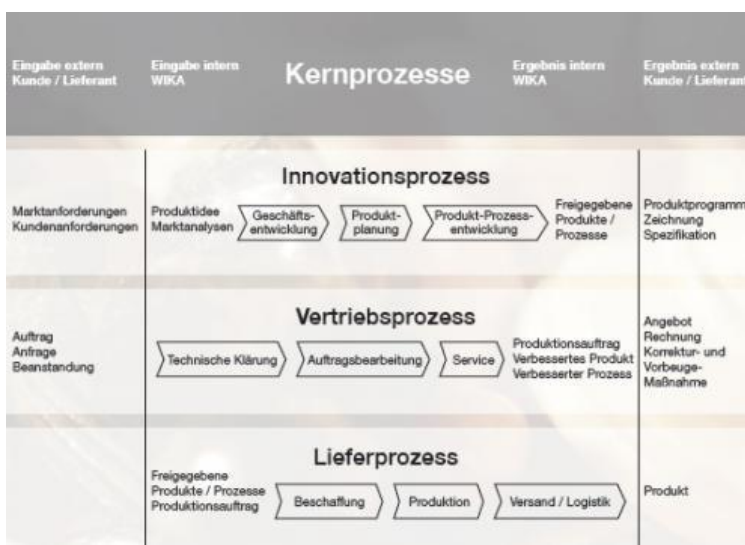 Eingabe extern
Kunde / Lieferant
Eingabe intern
WIKA
Kernprozesse
Ergebnis intern
WIKA
Ergebnis extern
Kunde / Lieferant
Innovationsprozess
Marktanforderungen
Kundenanforderungen
Produktidee
Marktanalysen
Geschäfts-
entwicklung
Produkt-
planung
Produkt-Prozess-
entwicklung
Freigegebene
Produkte /
Prozesse
Produktprogramm
Zeichnung
Spezifikation
Vertriebsprozess
Auftrag
Anfrage
Beanstandung
Technische Klärung
Auftragsbearbeitung
Service
Produktionsauftrag
Verbessertes Produkt
Verbesserter Prozess
Angebot
Rechnung
Korrektur- und
Vorbeuge-
Maßnahme
Lieferprozess
Freigegebene
Produkte / Prozesse
Produktionsauftrag
Beschaffung
Produktion
Versand / Logistik
Produkt